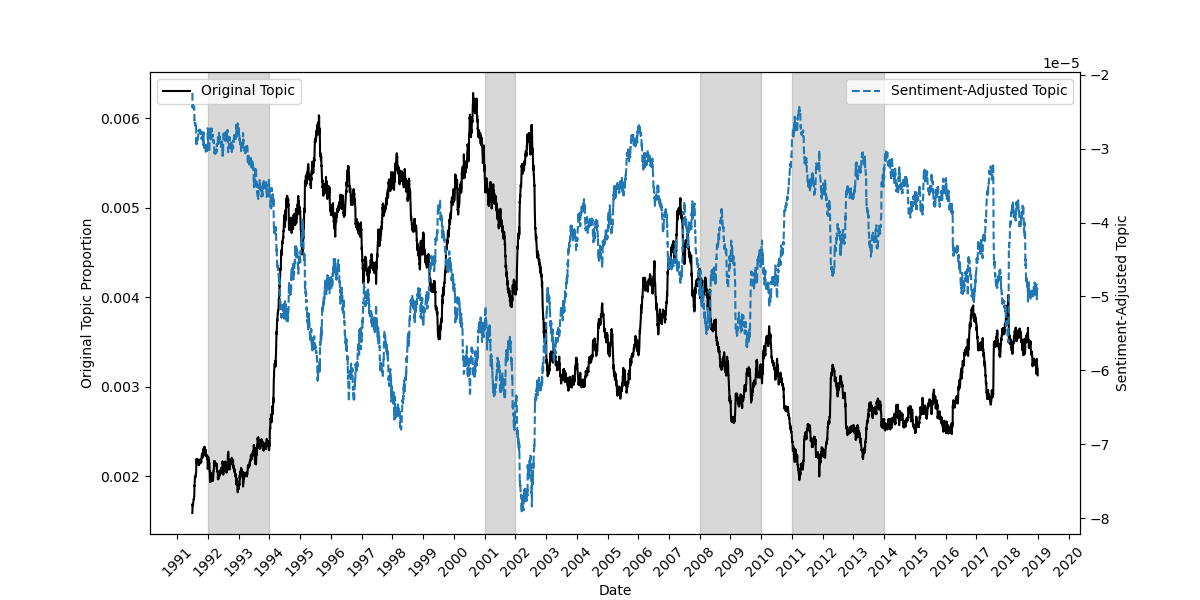 1e−5
Original Topic
Sentiment-Adjusted Topic
0.006
0.005
0.004
0.003
0.002
Original Topic Proportion
−2
−3
−4
−5
−6
−7
−8
Sentiment-Adjusted Topic
1991 1992 1993 1994 1995 1996 1997 1998 1999 2000 2001 2002 2003 2004 2005 2006 2007 2008 2009 2010 2011 2012 2013 2014 2015 2016 2017 2018 2019 2020
Date